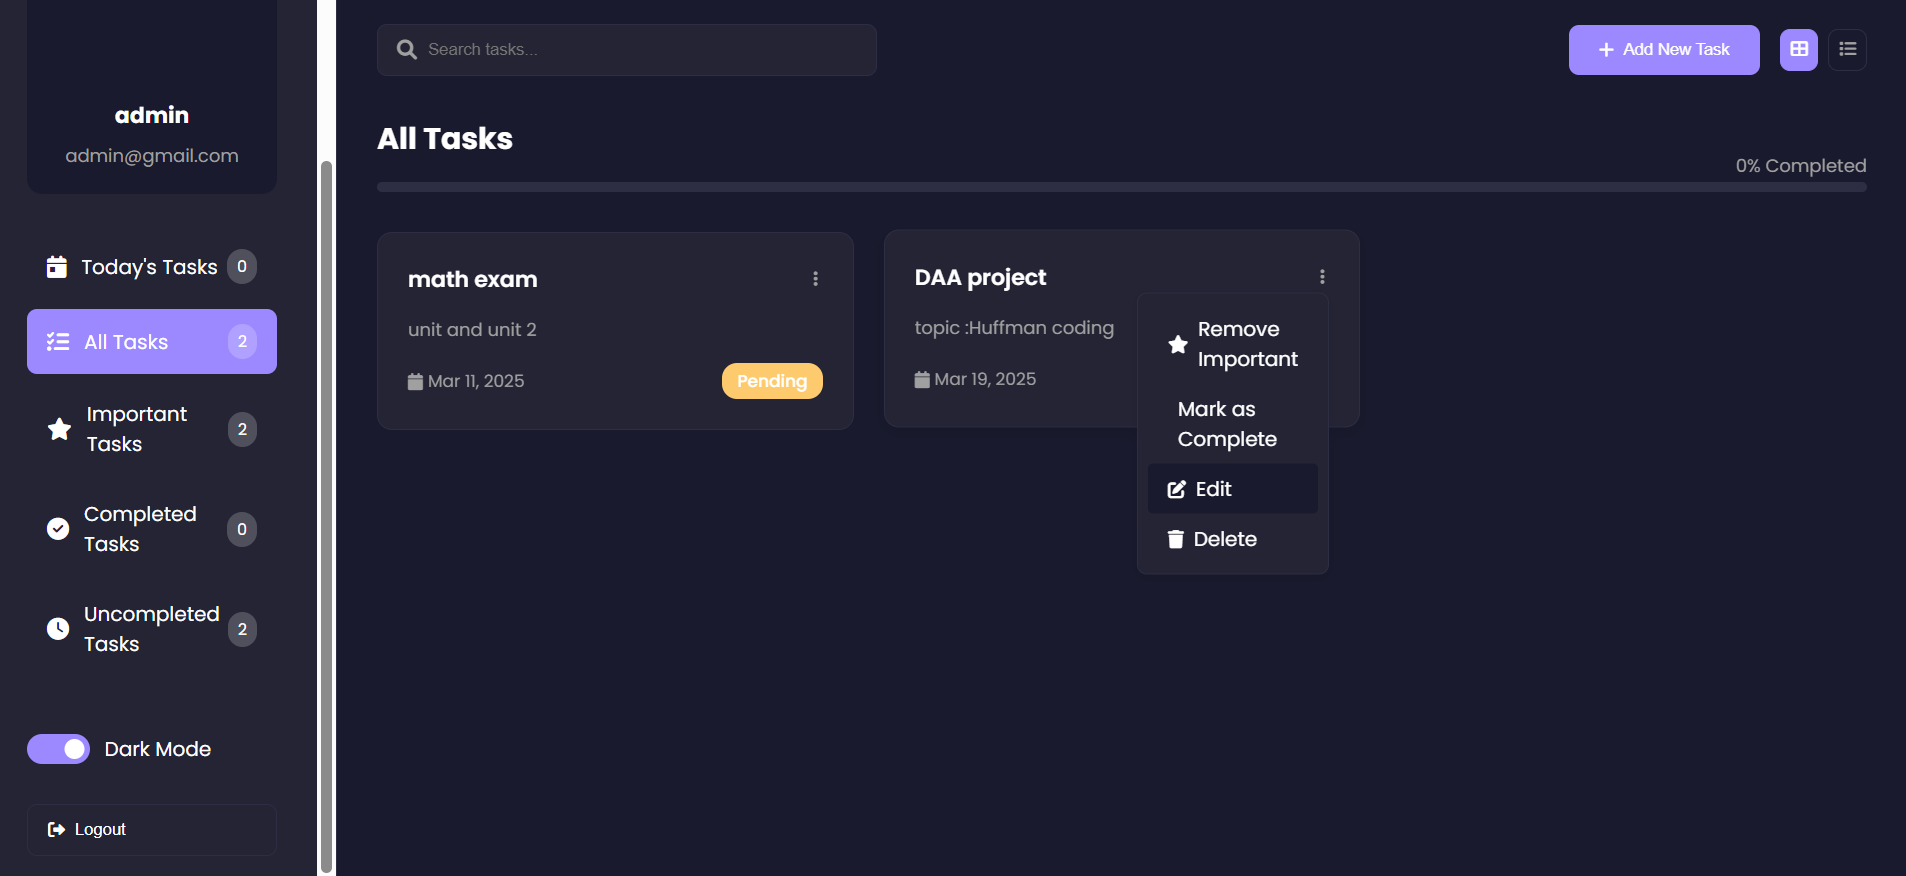 admin
admin@gmail.com
Today's Tasks 0
All Tasks 2
Important
Tasks
2
Completed
Tasks
0
Uncompleted
Tasks
2
Dark Mode
Logout
Search tasks...
Add New Task
All Tasks
0% Completed
math exam
unit and unit 2
Mar 11, 2025
Pending
DAA project
topic :Huffman coding
Mar 19, 2025
Remove
Important
Mark as
Complete
Edit
Delete